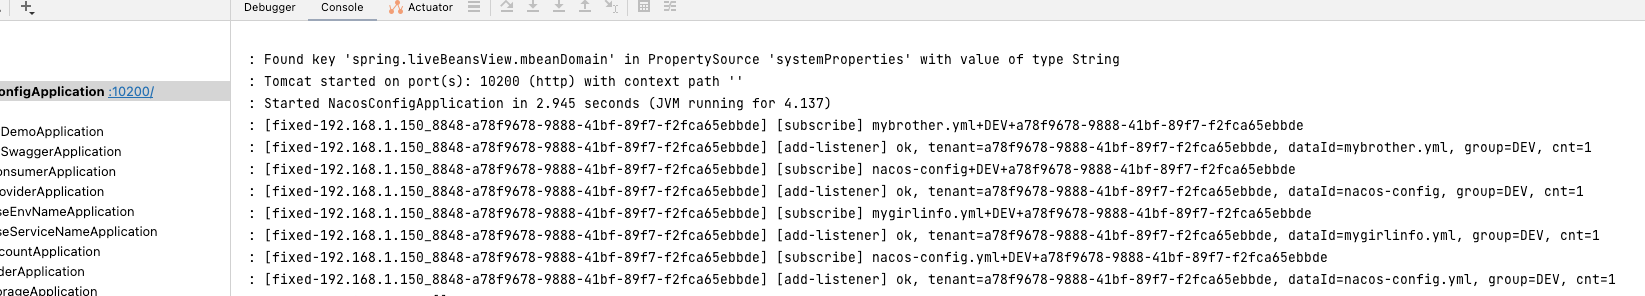 Debugger Console Actuator
: Found key 'spring.liveBeansView.mbeanDomain' in PropertySource 'systemProperties' with value of type String
: Tomcat started on port(s): 10200 (http) with context path ''
onfigApplication :10200/
: Started NacosConfigApplication in 2.945 seconds (JVM running for 4.137)
: [fixed-192.168.1.150_8848-a78f9678-9888-41bf-89f7-f2fca65ebbde] [subscribe] mybrother.yml+DEV+a78f9678-9888-41bf-89f7-f2fca65ebbde
DemoApplication
: [fixed-192.168.1.150_8848-a78f9678-9888-41bf-89f7-f2fca65ebbde] [add-listener] ok, tenant=a78f9678-9888-41bf-89f7-f2fca65ebbde, dataId=mybrother.yml, group=DEV, cnt=1
SwaggerApplication
: [fixed-192.168.1.150_8848-a78f9678-9888-41bf-89f7-f2fca65ebbde] [subscribe] nacos-config+DEV+a78f9678-9888-41bf-89f7-f2fca65ebbde
onsumerApplication
: [fixed-192.168.1.150_8848-a78f9678-9888-41bf-89f7-f2fca65ebbde] [add-listener] ok, tenant=a78f9678-9888-41bf-89f7-f2fca65ebbde, dataId=nacos-config, group=DEV, cnt=1
oviderApplication
: [fixed-192.168.1.150_8848-a78f9678-9888-41bf-89f7-f2fca65ebbde] [subscribe] mygirlinfo.yml+DEV+a78f9678-9888-41bf-89f7-f2fca65ebbde
seEnvNameApplication
: [fixed-192.168.1.150_8848-a78f9678-9888-41bf-89f7-f2fca65ebbde] [add-listener] ok, tenant=a78f9678-9888-41bf-89f7-f2fca65ebbde, dataId=mygirlinfo.yml, group=DEV, cnt=1
seServiceNameApplication
: [fixed-192.168.1.150_8848-a78f9678-9888-41bf-89f7-f2fca65ebbde] [subscribe] nacos-config.yml+DEV+a78f9678-9888-41bf-89f7-f2fca65ebbde
countApplication
: [fixed-192.168.1.150_8848-a78f9678-9888-41bf-89f7-f2fca65ebbde] [add-listener] ok, tenant=a78f9678-9888-41bf-89f7-f2fca65ebbde, dataId=nacos-config.yml, group=DEV, cnt=1
derApplication
orageApplication